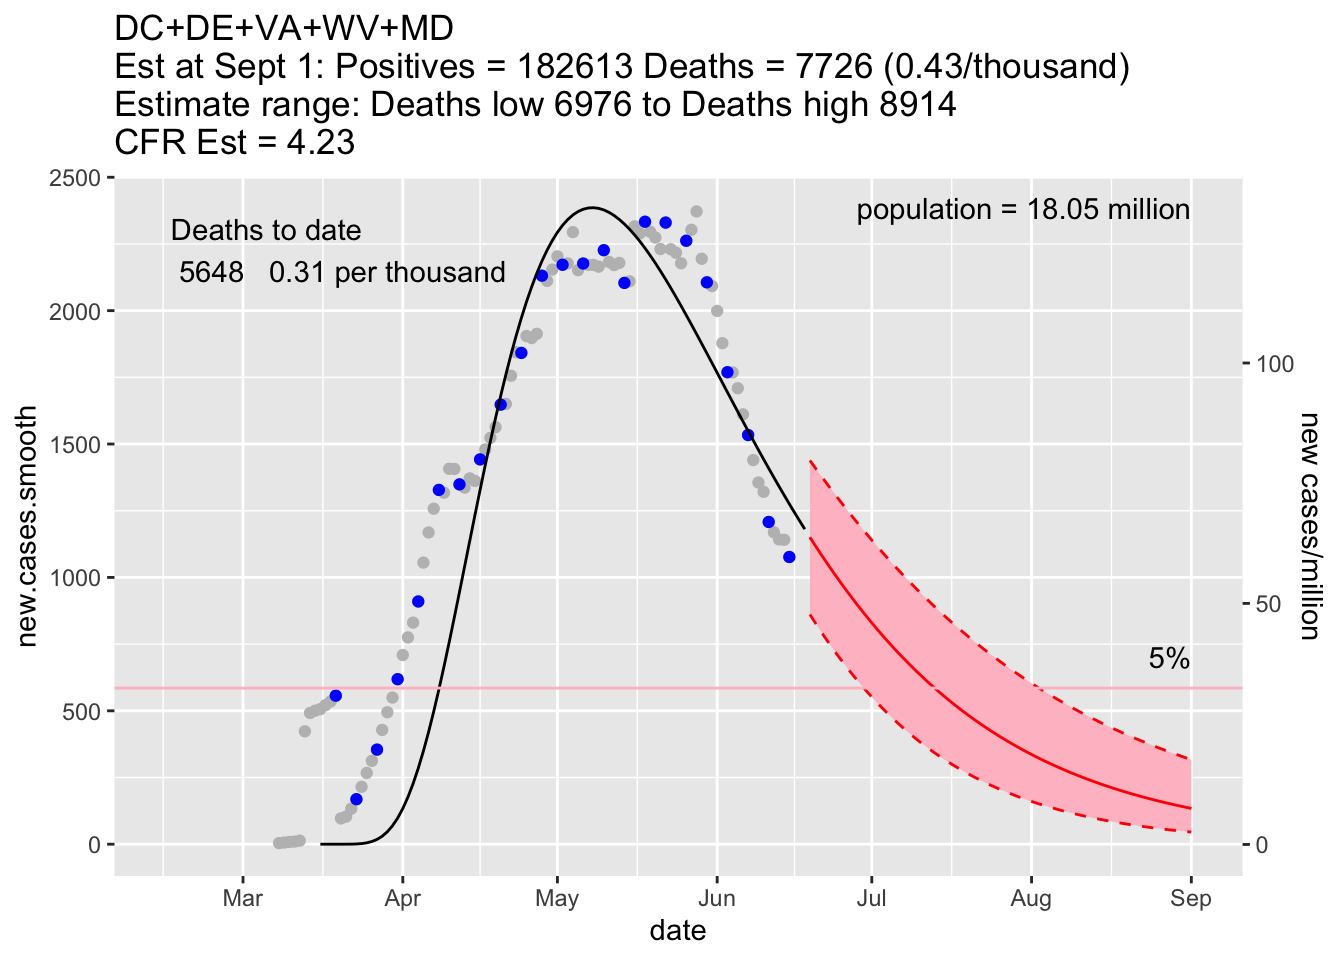 DC+DE+VA+WV+MD
Est at Sept 1: Positives = 182613 Deaths = 7726 (0.43/thousand)
Estimate range: Deaths low 6976 to Deaths high 8914
CFR Est = 4.23
2500
2000
1500
1000
500
0
new.cases.smooth
Deaths to date
5648 0.31 per thousand
population = 18.05 million
5%
100
50
0
new cases/million
Mar Apr May Jun Jul Aug Sep
date